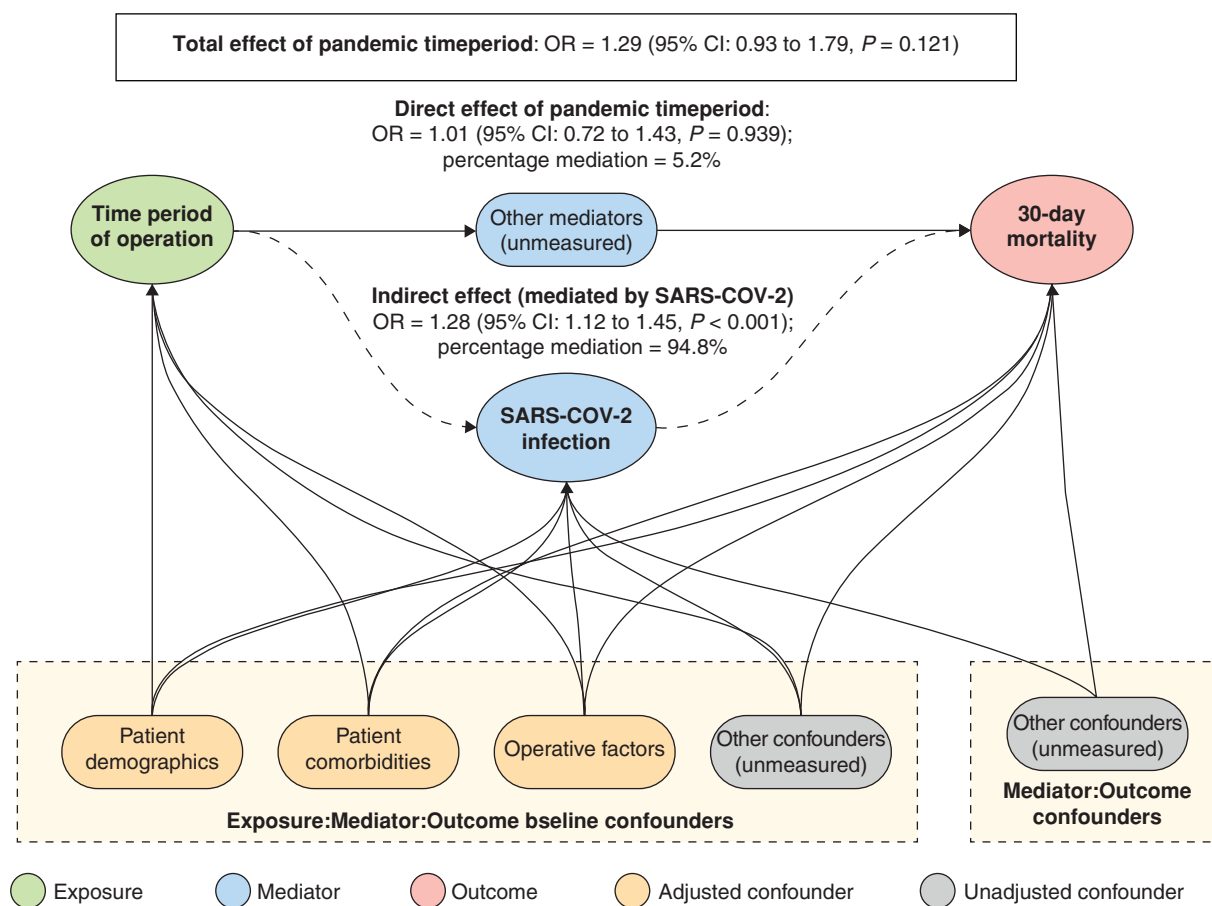 Total effect of pandemic timeperiod: OR = 1.29 (95% CI: 0.93 to 1.79, P = 0.121)
Direct effect of pandemic timeperiod:
OR = 1.01 (95% CI: 0.72 to 1.43, P = 0.939);
percentage mediation = 5.2%
Time period
of operation
Other mediators
(unmeasured)
30-day
mortality
Indirect effect (mediated by SARS-COV-2)
OR = 1.28 (95% CI: 1.12 to 1.45, P < 0.001);
percentage mediation = 94.8%
SARS-COV-2
infection
Patient
demographics
Patient
comorbidities
Operative factors
Other confounders
(unmeasured)
Exposure:Mediator:Outcome bseline confounders
Other confounders
(unmeasured)
Mediator:Outcome
confounders
Exposure
Mediator
Outcome
Adjusted confounder
Unadjusted confounder